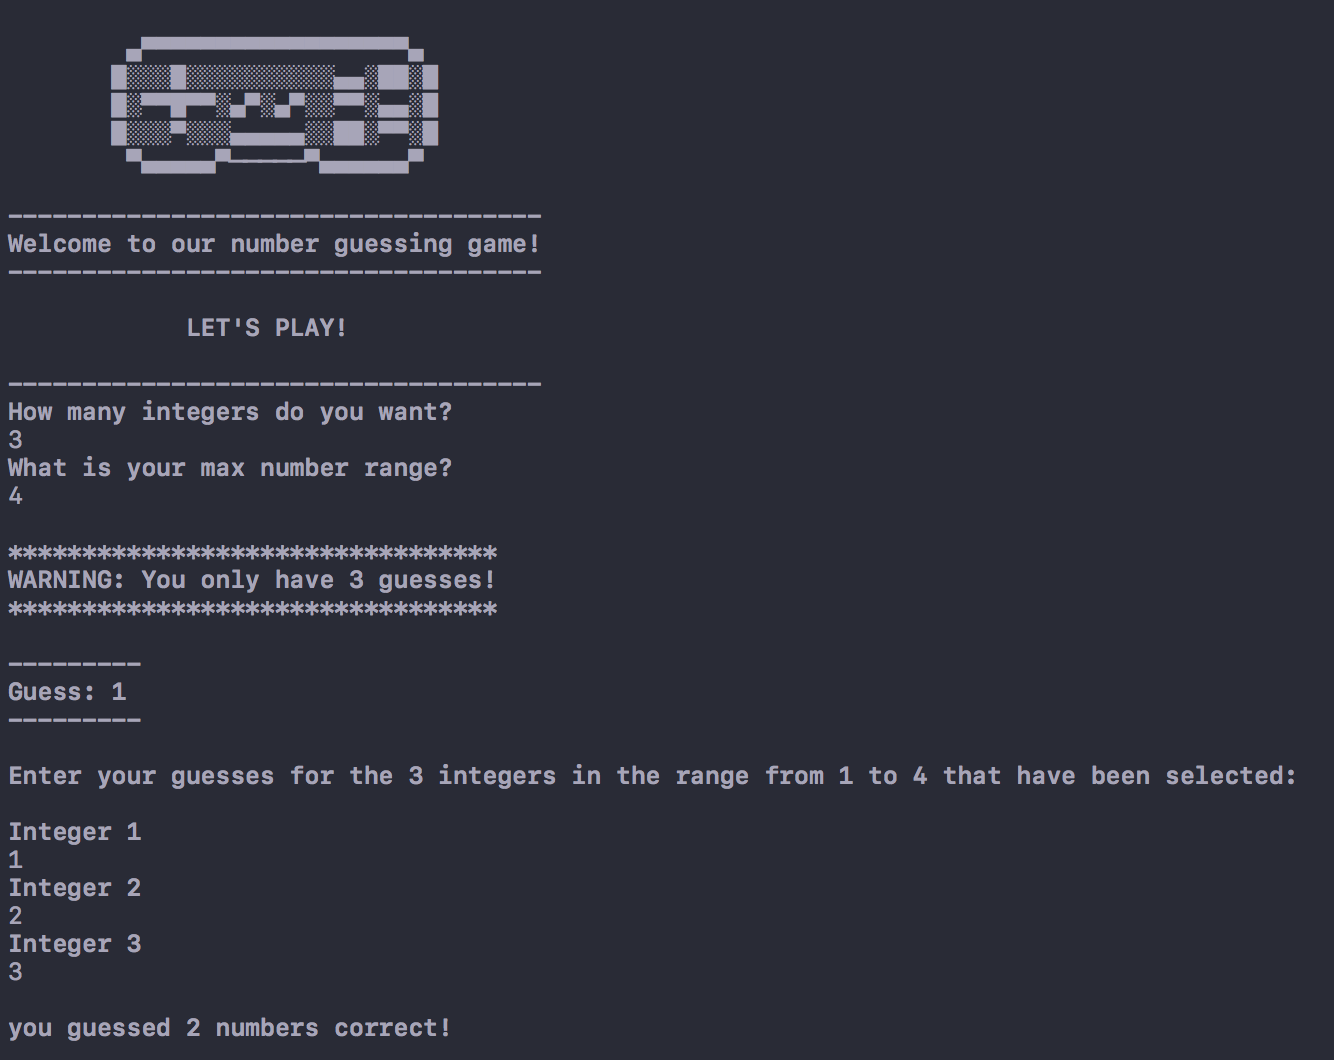 ----------------------------------
Welcome to our number guessing game!
------------------------------------
LET'S PLAY!
------------------------------------
How many integers do you want?
3
What is your max number range?
4
*********************************
WARNING: You only have 3 guesses!
*********************************
---------
Guess: 1
---------
Enter your guesses for the 3 integers in the range from 1 to 4 that have been selected:
Integer 1
1
Integer 2
2
Integer 3
3
you guessed 2 numbers correct!